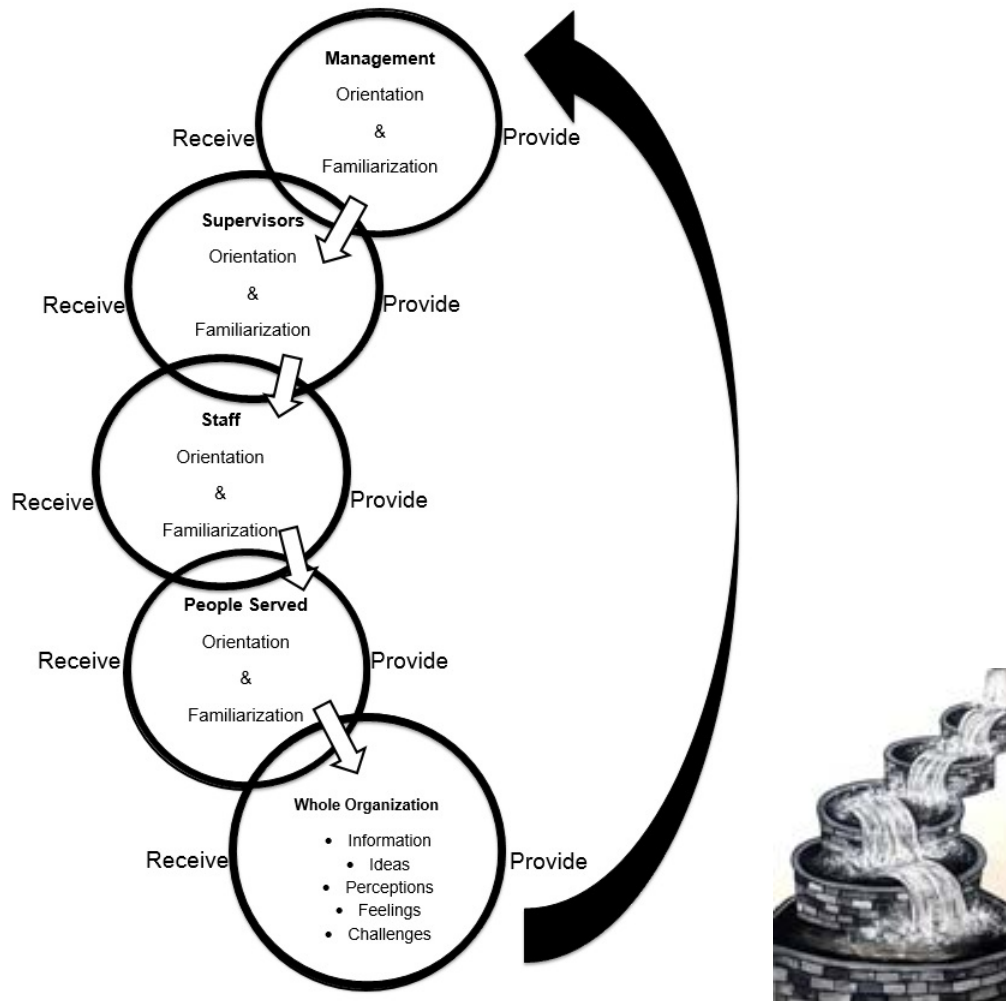 Management
Orientation
&
Familiarization
Receive
Provide
Supervisors
Orientation
&
Familiarization
Receive
Provide
Staff
Orientation
&
Familiarization
Receive
Provide
People Served
Orientation
&
Familiarization
Receive
Provide
Whole Organization
• Information
• Ideas
• Perceptions
• Feelings
• Challenges
Receive
Provide